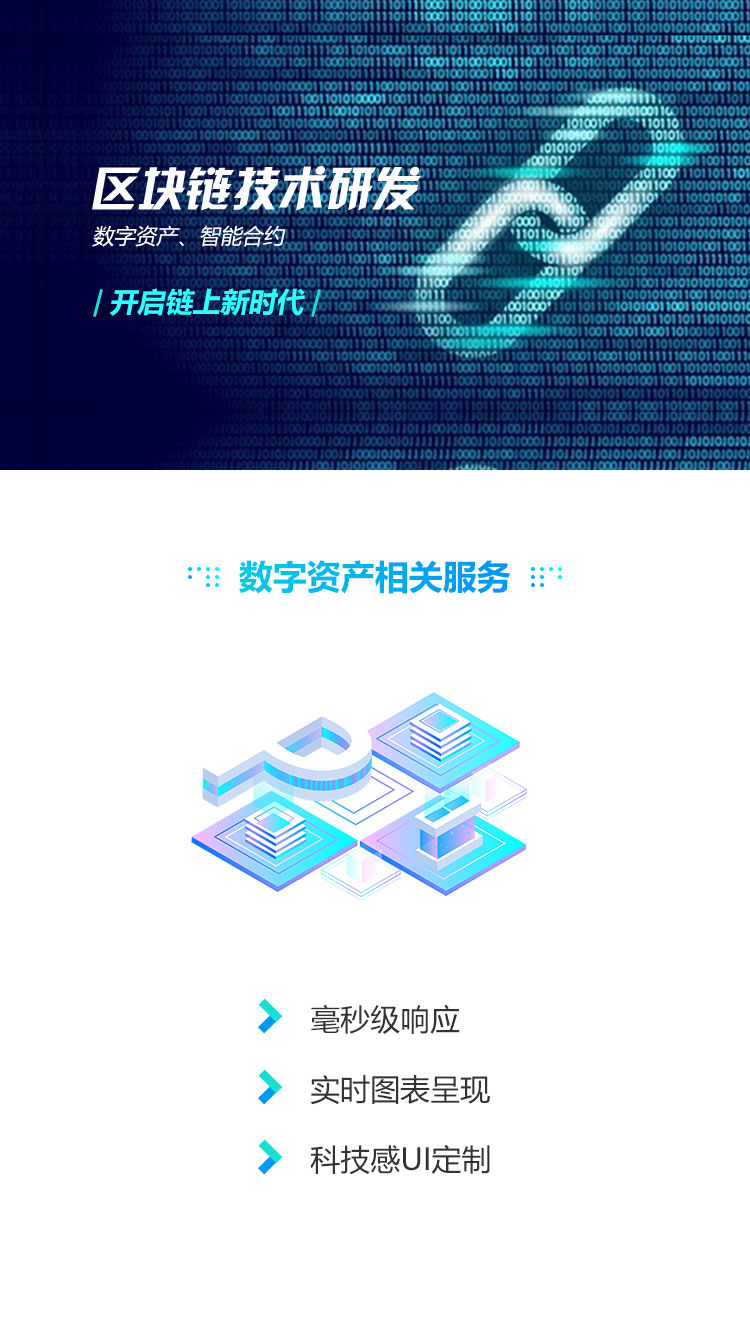 区块链技术研发
数字资产、智能合约
/ 开启链上新时代 /
数字资产相关服务
毫秒级响应
实时图表呈现
科技感UI定制